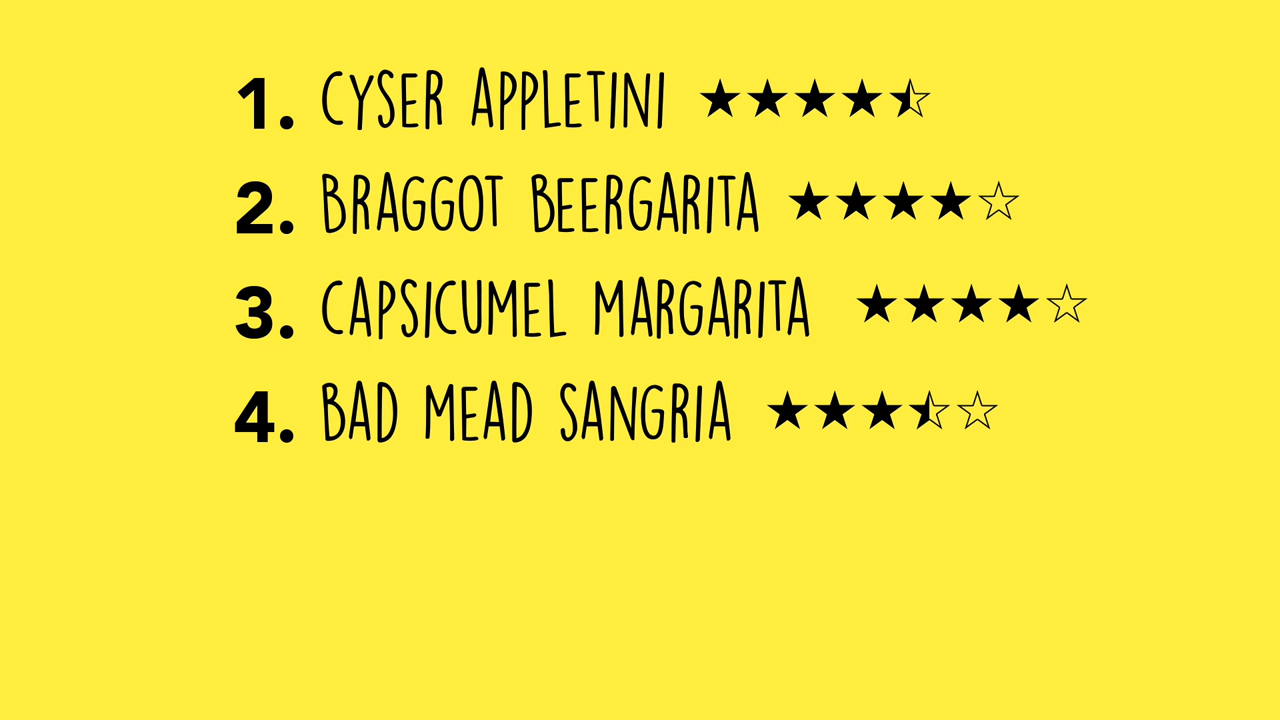 1. CYSER APPLETINI ★★★★⯪
2. BRAGGOT BEERGARITA ★★★★☆
3. CAPSICUMEL MARGARITA ★★★★☆
4. BAD MEAD SANGRIA ★★★⯪☆